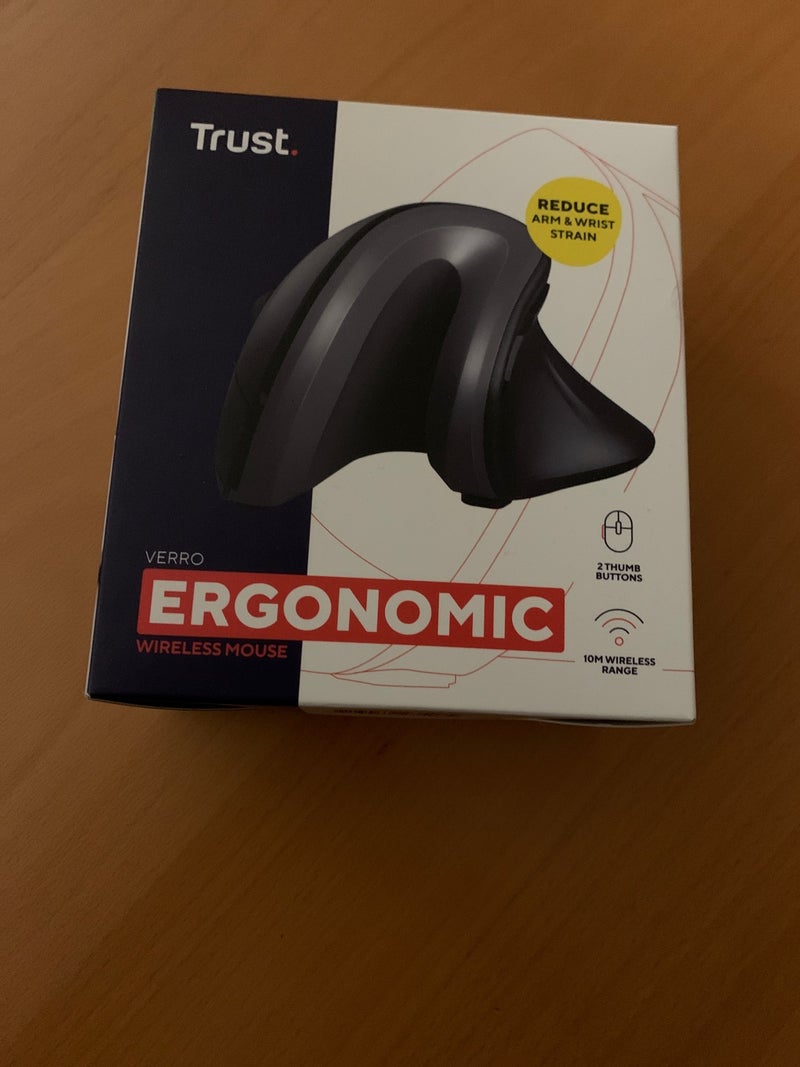 Trust.
REDUCE
ARM & WRIST
STRAIN
2 THUMB
BUTTONS
VERRO
ERGONOMIC
WIRELESS MOUSE
10M WIRELESS
RANGE